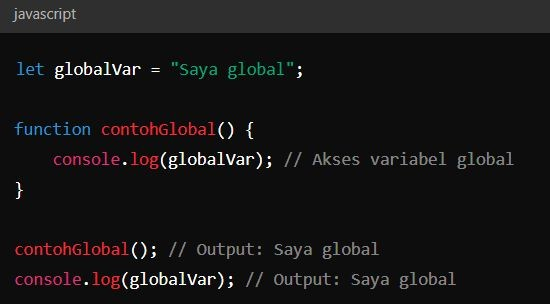 javascript
let globalVar = "Saya global";
function contohGlobal() {
    console.log(globalVar); // Akses variabel global
}
contohGlobal(); // Output: Saya global
console.log(globalVar); // Output: Saya global